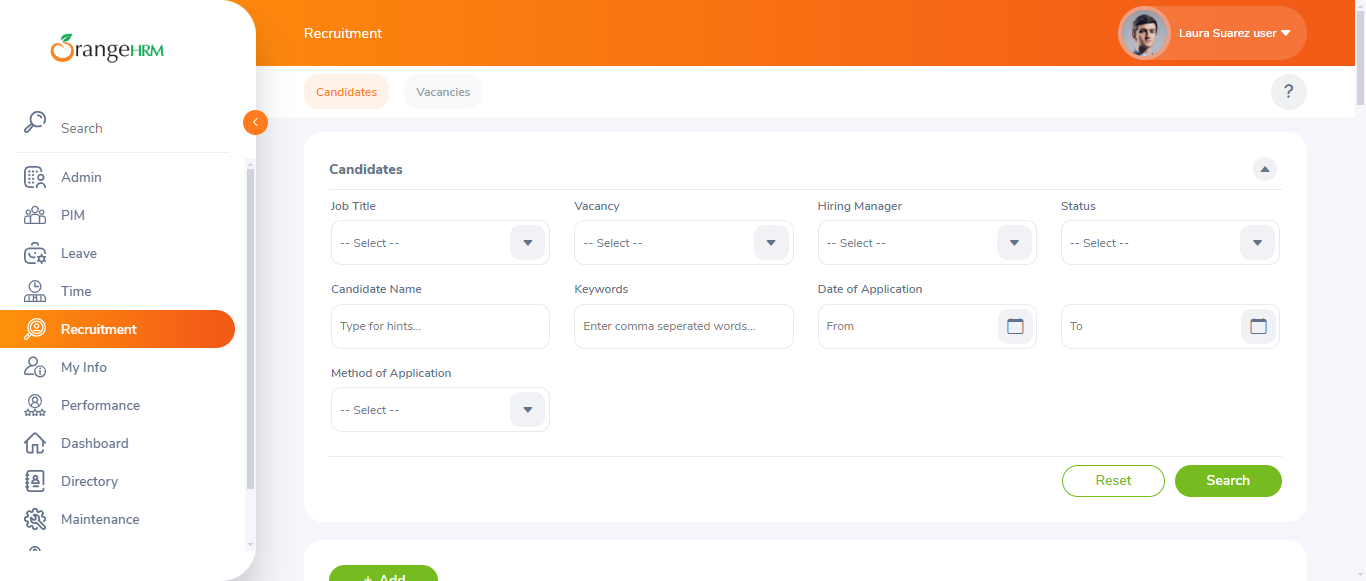 OrangeHRM
Search
Admin
PIM
Leave
Time
Recruitment
My Info
Performance
Dashboard
Directory
Maintenance
Recruitment
Laura Suarez user
Candidates Vacancies ?
Candidates
Job Title Vacancy Hiring Manager Status
-- Select -- -- Select -- -- Select -- -- Select --
Candidate Name Keywords Date of Application
Type for hints... Enter comma seperated words... From To
Method of Application
-- Select --
Reset Search
+ Add